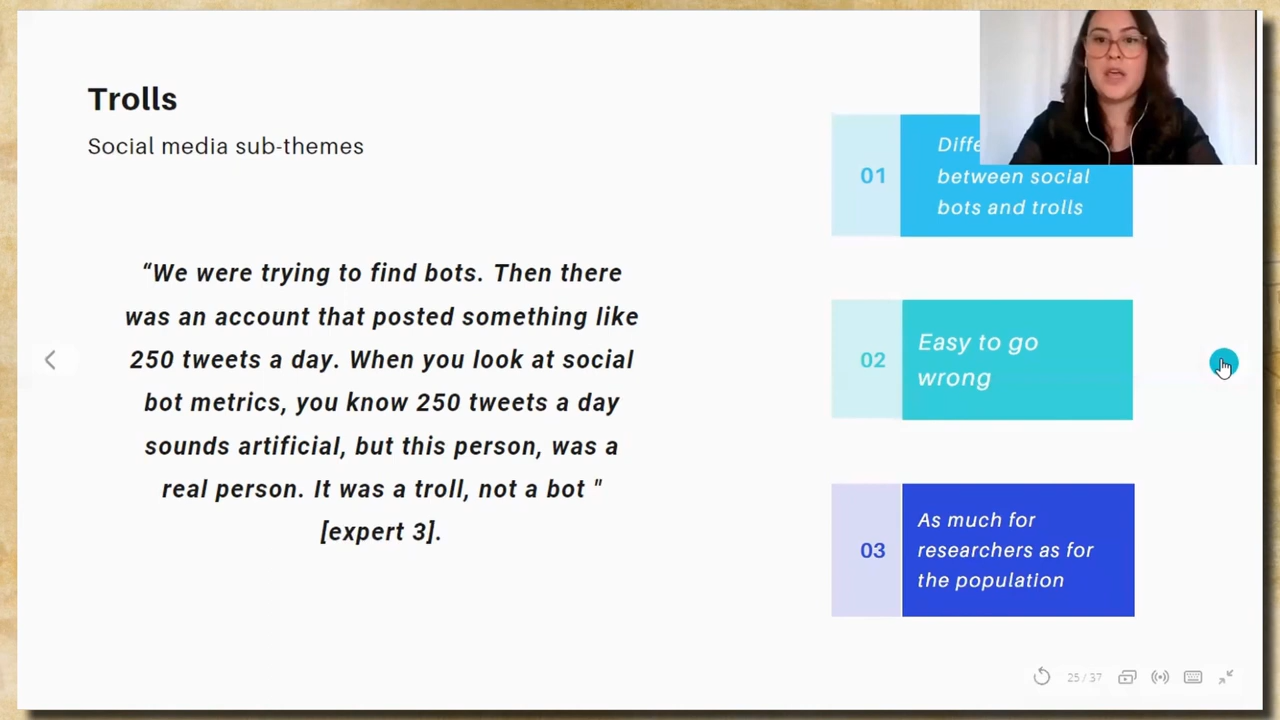 Trolls
Social media sub-themes
“We were trying to find bots. Then there
was an account that posted something like
250 tweets a day. When you look at social
bot metrics, you know 250 tweets a day
sounds artificial, but this person, was a
real person. It was a troll, not a bot "
[expert 3].
01
between social
bots and trolls
02
Easy to go
wrong
03
As much for
researchers as for
the population
25 / 37